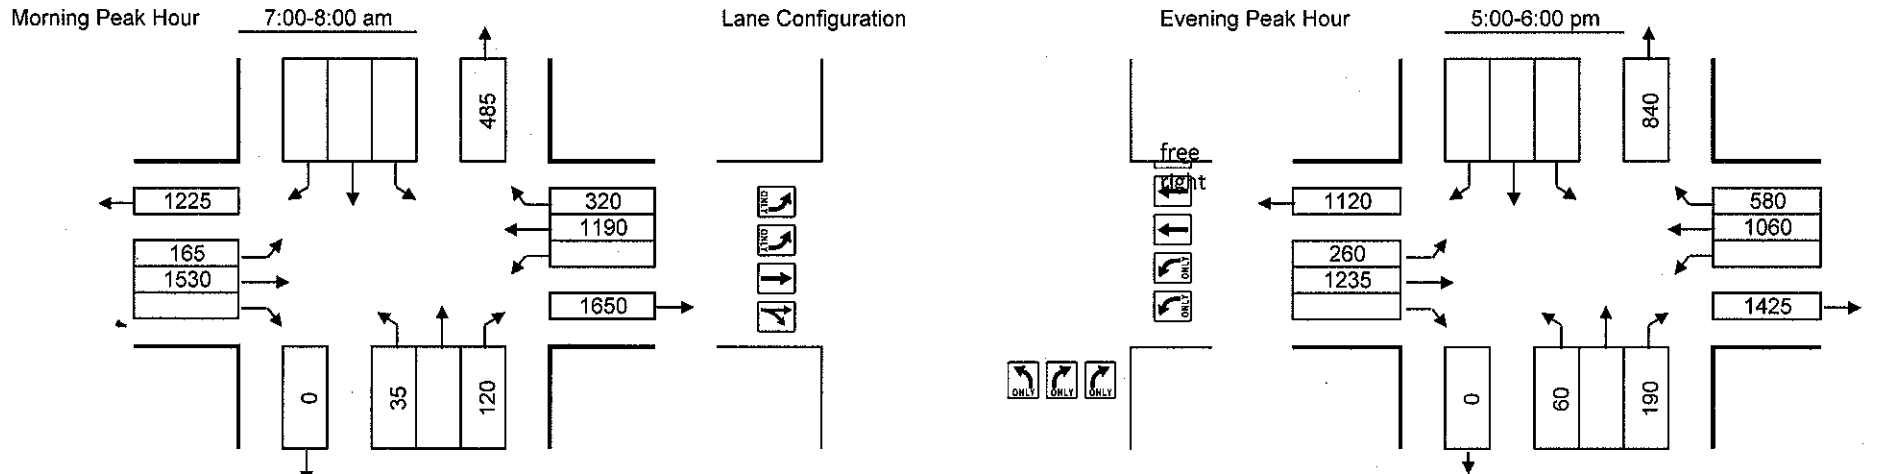 Morning Peak Hour 7:00-8:00 am Lane Configuration Evening Peak Hour 5:00-6:00 pm
485
1225
165
1530
320
1190
1650
0
35
120
ONLY
ONLY
free
right
ONLY
ONLY
ONLY ONLY ONLY
840
1120
260
1235
580
1060
1425
0
60
190